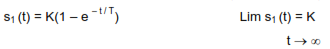 s₁ (t) = K(1 – e ⁻ᵗ/ᵀ) Lim s₁ (t) = K
t → ∞